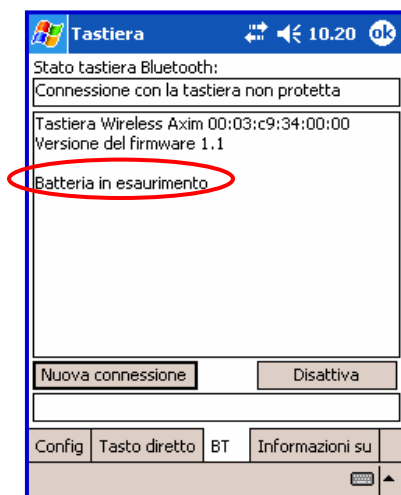 Tastiera 10.20 ok
Stato tastiera Bluetooth:
Connessione con la tastiera non protetta
Tastiera Wireless Axim 00:03:c9:34:00:00
Versione del firmware 1.1
Batteria in esaurimento
Nuova connessione Disattiva
Config Tasto diretto BT Informazioni su